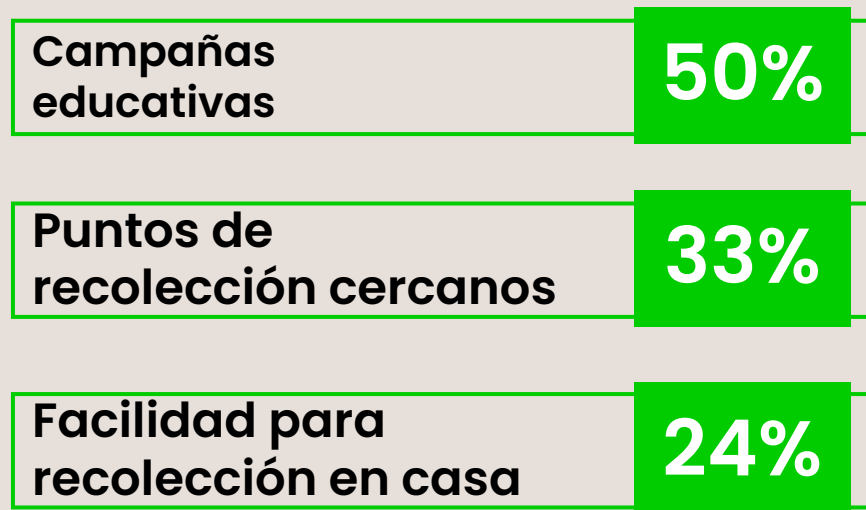 Campañas
educativas
50%
Puntos de
recolección cercanos
33%
Facilidad para
recolección en casa
24%